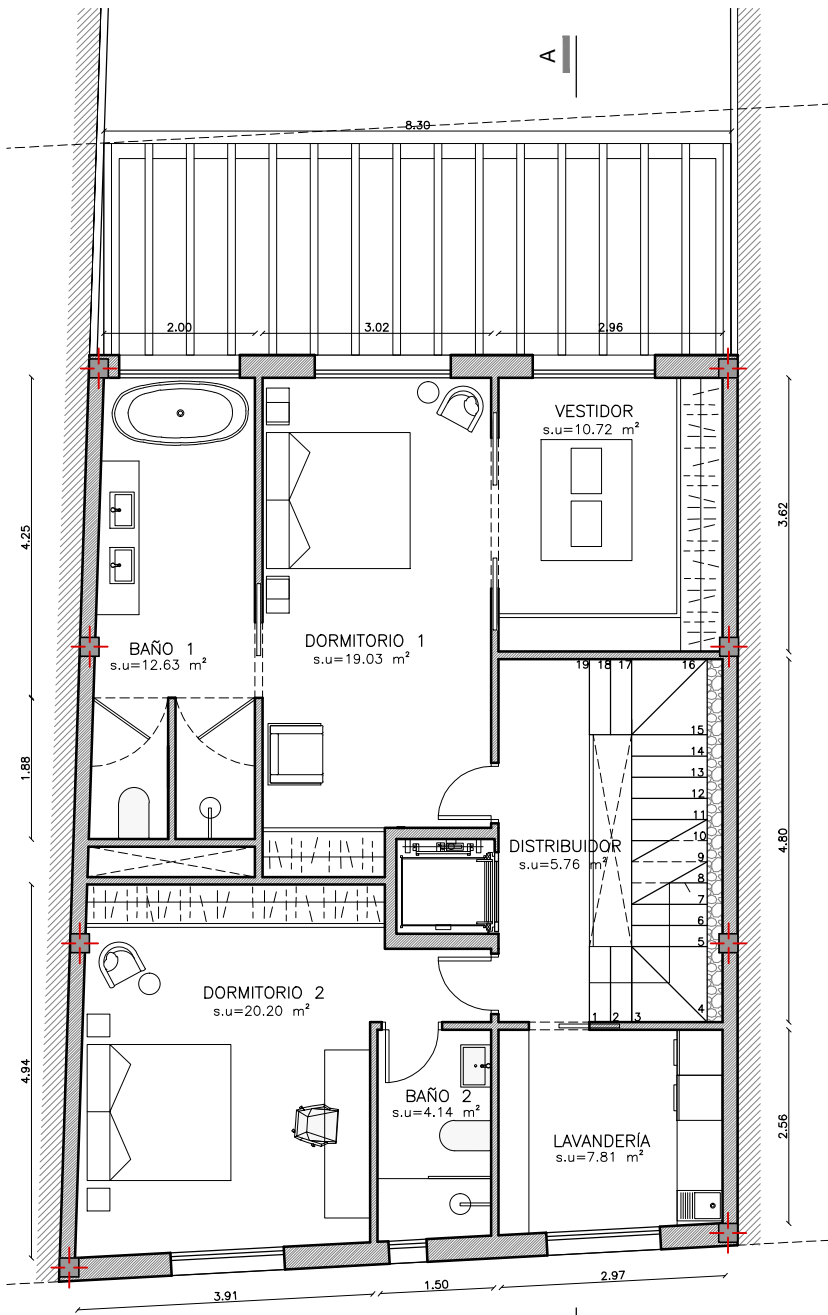 A
8.30
2.00
3.02
2.96
VESTIDOR
s.u=10.72 m²
4.25
3.62
BAÑO 1
s.u=12.63 m²
DORMITORIO 1
s.u=19.03 m²
19 18 17 16
15
14
13
12
11
10
9
8
7
6
5
4
1 2 3
1.88
DISTRIBUIDOR
s.u=5.76 m²
4.80
DORMITORIO 2
s.u=20.20 m²
4.94
BAÑO 2
s.u=4.14 m²
LAVANDERÍA
s.u=7.81 m²
2.56
3.91
1.50
2.97